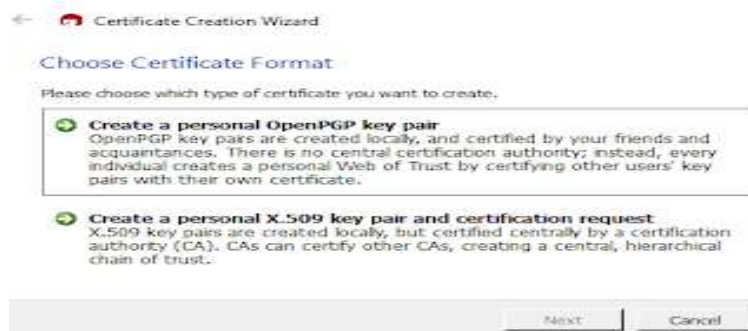 Certificate Creation Wizard
Choose Certificate Format
Please choose which type of certificate you want to create.
Create a personal OpenPGP key pair
OpenPGP key pairs are created locally, and certified by your friends and
acquaintances. There is no central certification authority; instead, every
individual creates a personal Web of Trust by certifying other users' key
pairs with their own certificate.
Create a personal X.509 key pair and certification request
X.509 key pairs are created locally, but certified centrally by a certification
authority (CA). CAs can certify other CAs, creating a central, hierarchical
chain of trust.
Next Cancel